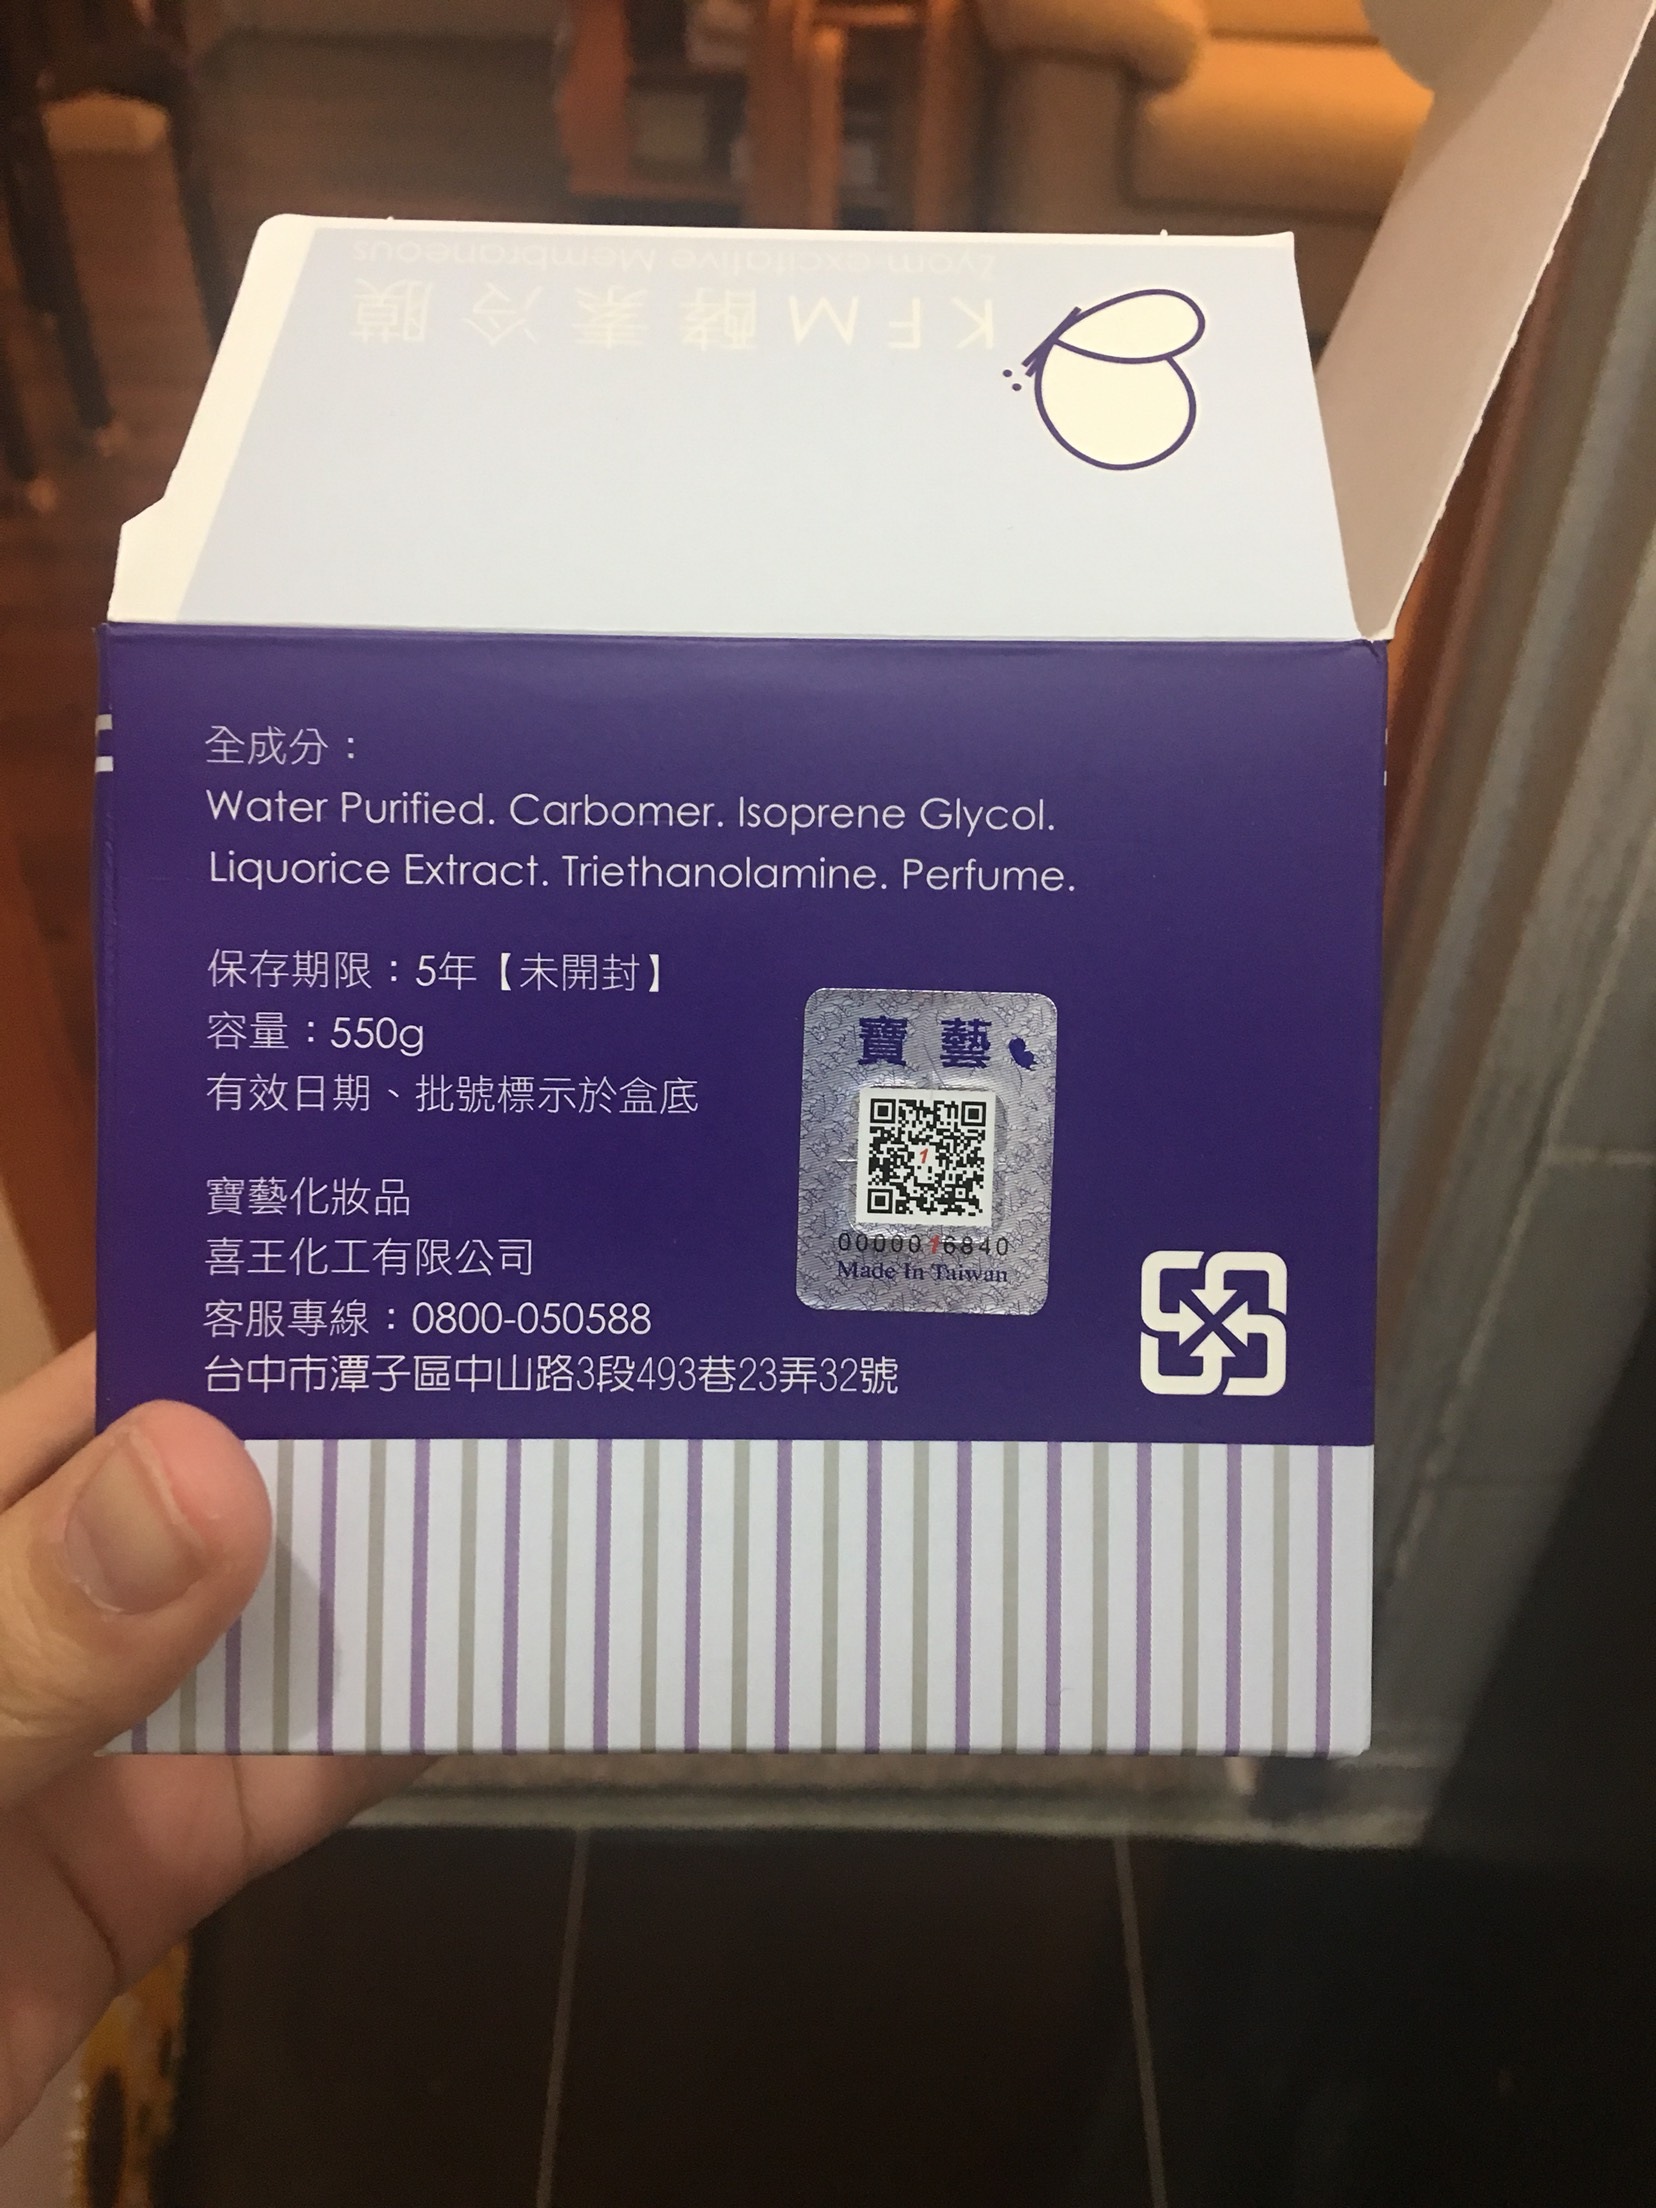 Zyom-excitative Membraneous
KFM酵素冷膜
全成分：
Water Purified. Carbomer. Isoprene Glycol.
Liquorice Extract. Triethanolamine. Perfume.
保存期限：5年【未開封】
容量：550g
有效日期、批號標示於盒底
寶藝化妝品
喜王化工有限公司
客服專線：0800-050588
台中市潭子區中山路3段493巷23弄32號
寶藝
1
0000016840
Made In Taiwan